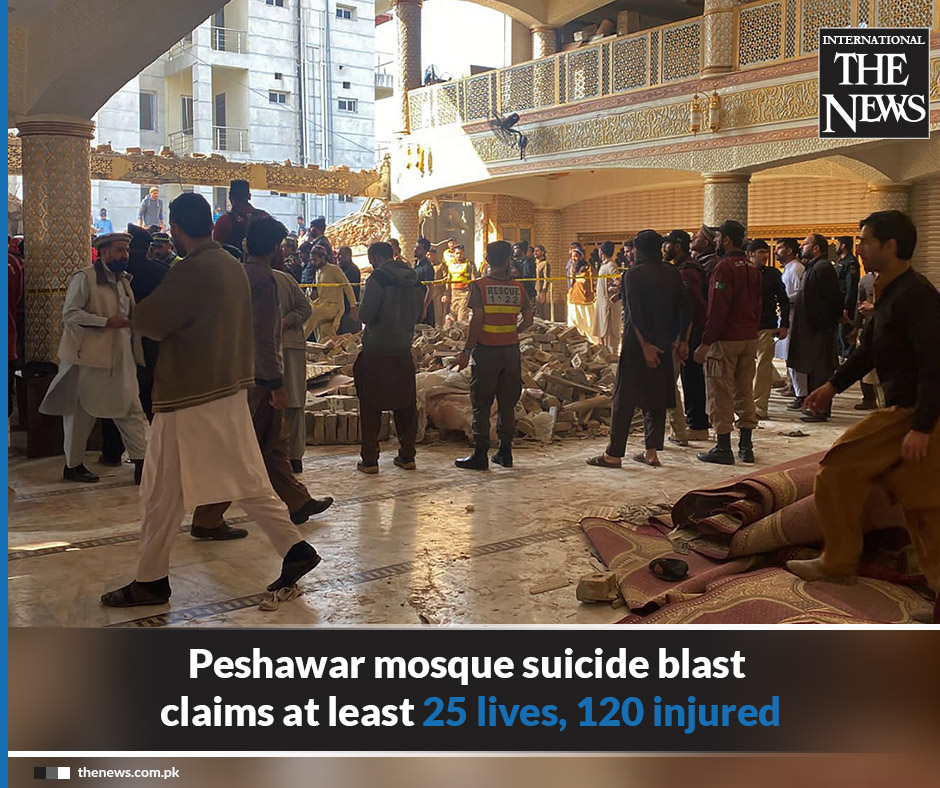 INTERNATIONAL
THE
NEWS
RESCUE
1122
Peshawar mosque suicide blast
claims at least 25 lives, 120 injured
thenews.com.pk